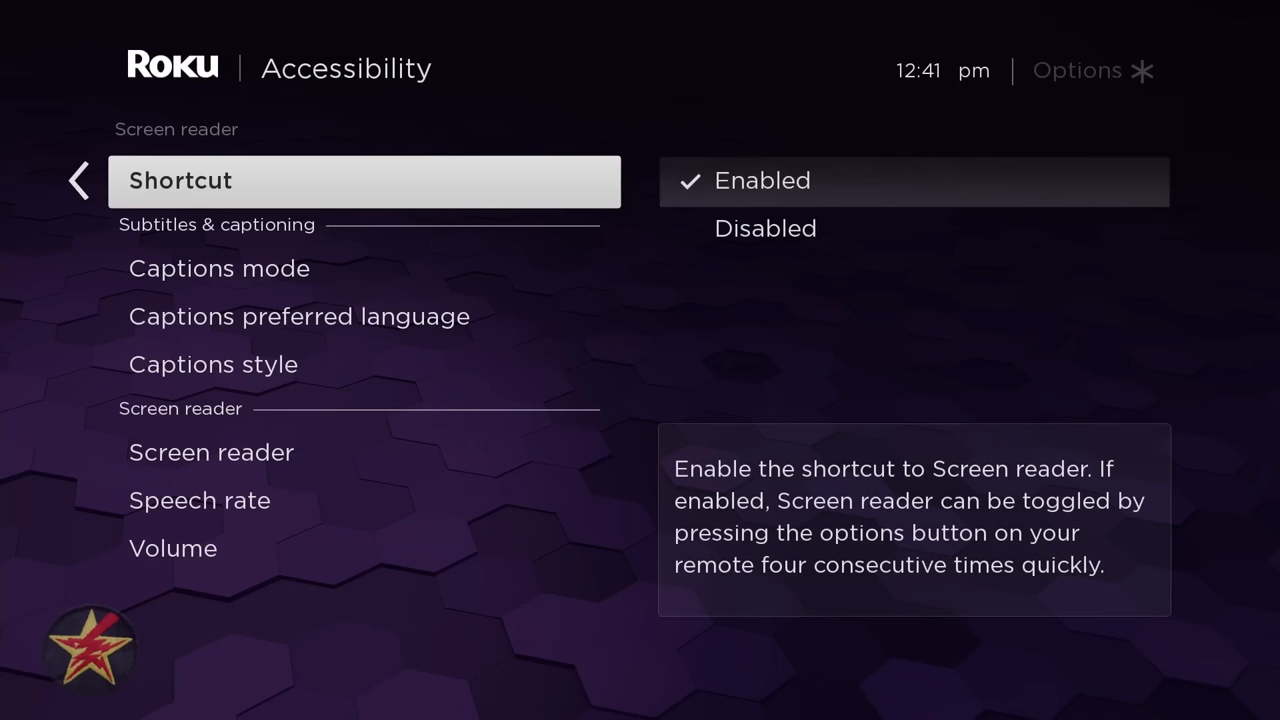 Roku | Accessibility
12:41 pm | Options
Screen reader
Shortcut
Enabled
Disabled
Subtitles & captioning
Captions mode
Captions preferred language
Captions style
Screen reader
Screen reader
Speech rate
Volume
Enable the shortcut to Screen reader. If
enabled, Screen reader can be toggled by
pressing the options button on your
remote four consecutive times quickly.